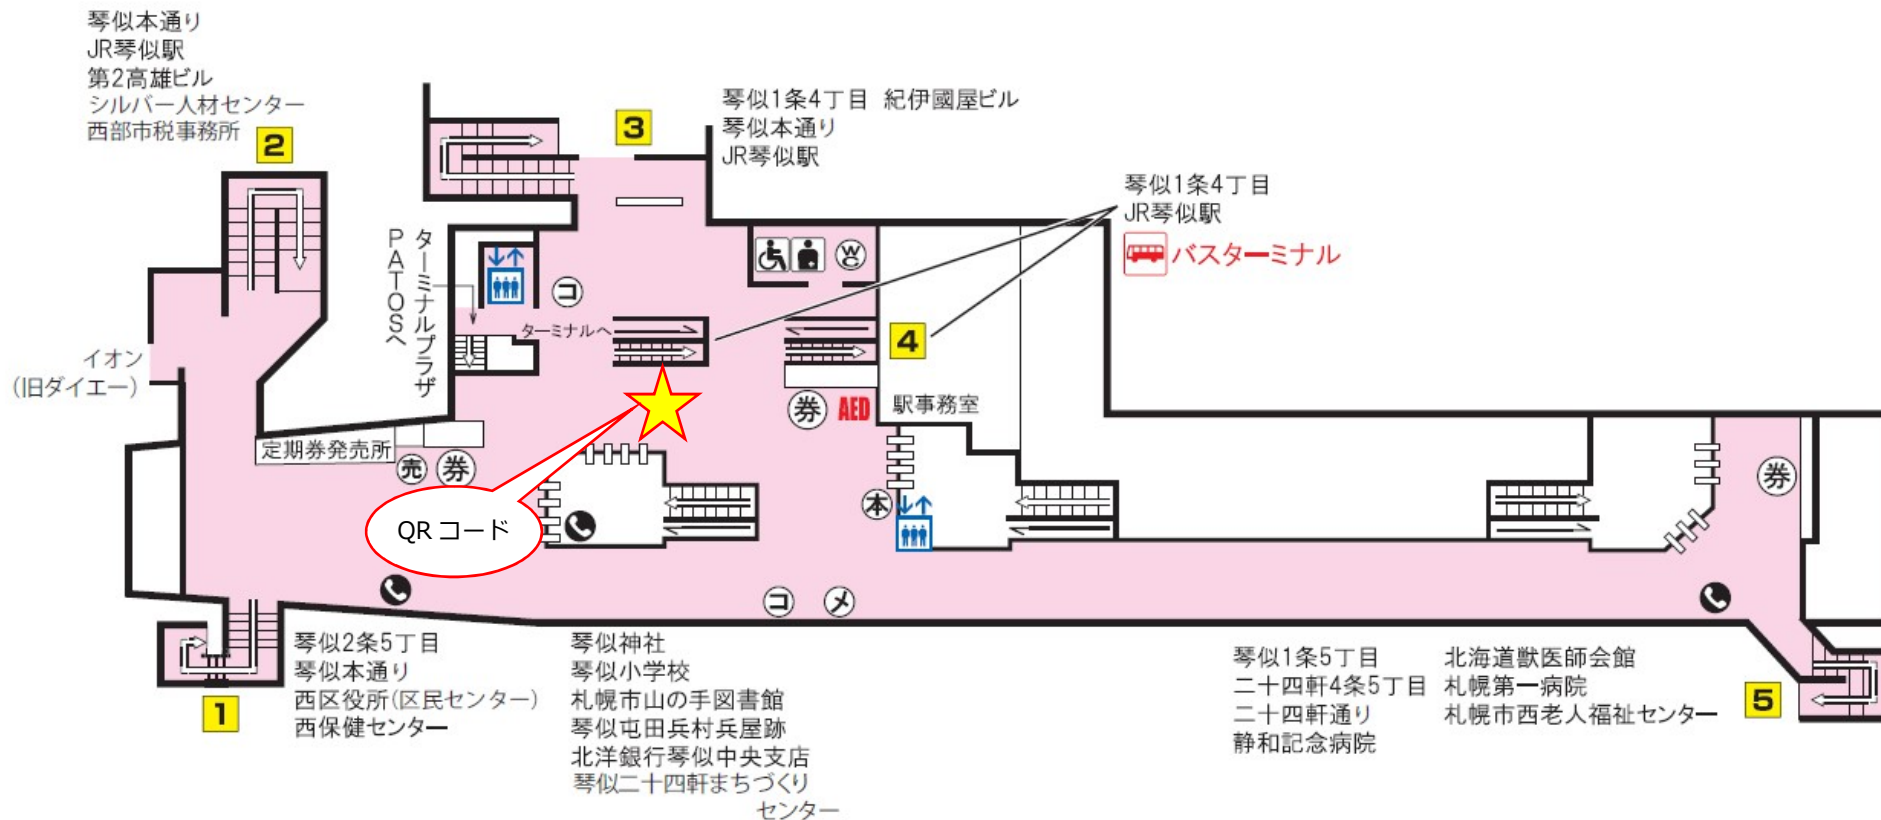 琴似本通り
JR琴似駅
第2高雄ビル
シルバー人材センター
西部市税事務所
2
3
琴似1条4丁目 紀伊國屋ビル
琴似本通り
JR琴似駅
琴似1条4丁目
JR琴似駅
バスターミナル
ターミナルプラザ
PATOSへ
コ
WC
ターミナルへ
4
イオン
(旧ダイエー)
券
AED
駅事務室
定期券発売所
売
券
券
本
QRコード
コ
メ
1
琴似2条5丁目
琴似本通り
西区役所(区民センター)
西保健センター
琴似神社
琴似小学校
札幌市山の手図書館
琴似屯田兵村兵屋跡
北洋銀行琴似中央支店
琴似二十四軒まちづくり
センター
琴似1条5丁目
二十四軒4条5丁目
二十四軒通り
静和記念病院
北海道獣医師会館
札幌第一病院
札幌市西老人福祉センター
5